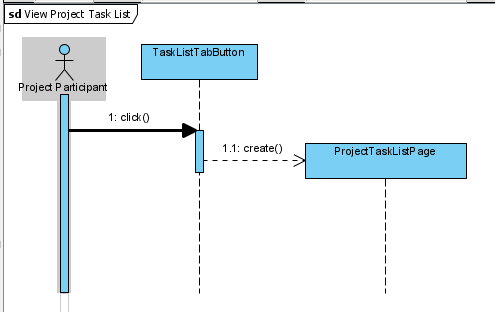 sd View Project Task List
TaskListTabButton
Project Participant
1: click()
1.1: create()
ProjectTaskListPage